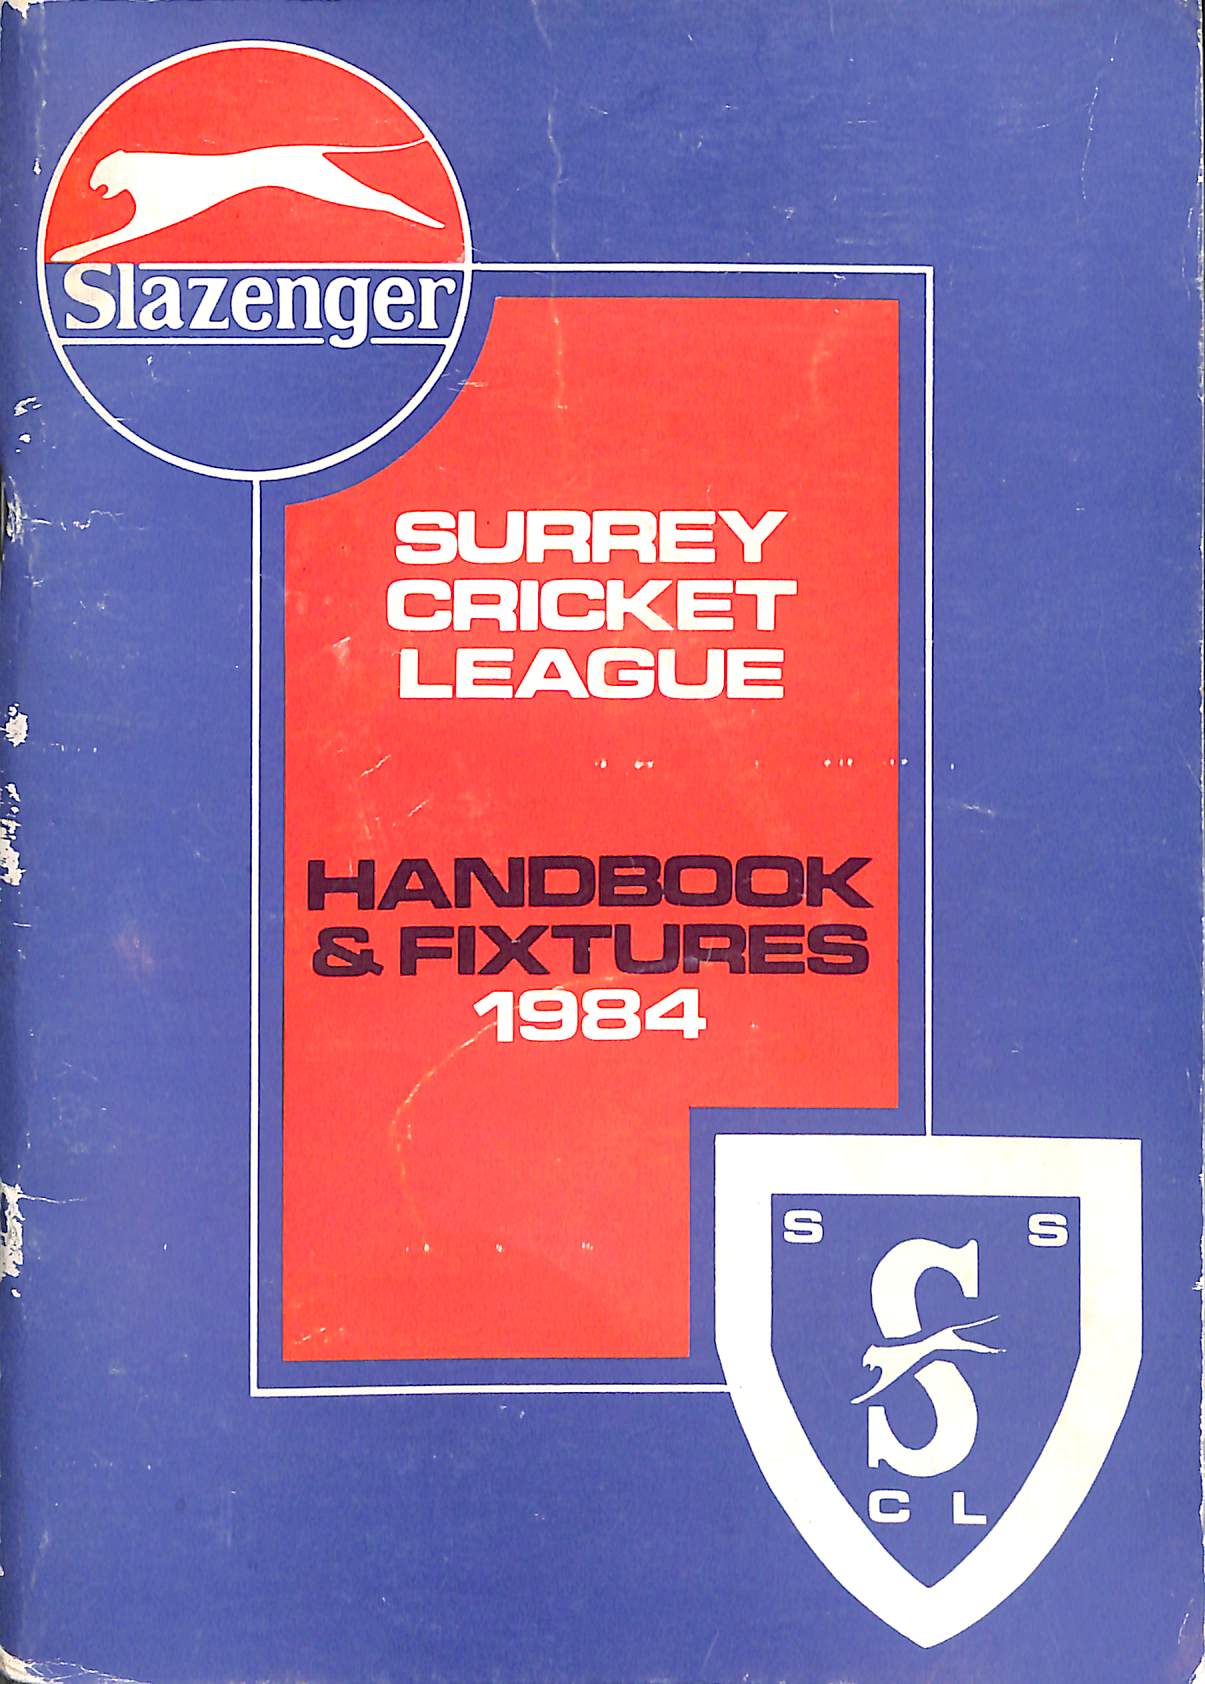 Slazenger
SURREY
CRICKET
LEAGUE
HANDBOOK
& FIXTURES
1984
S S
S
C L